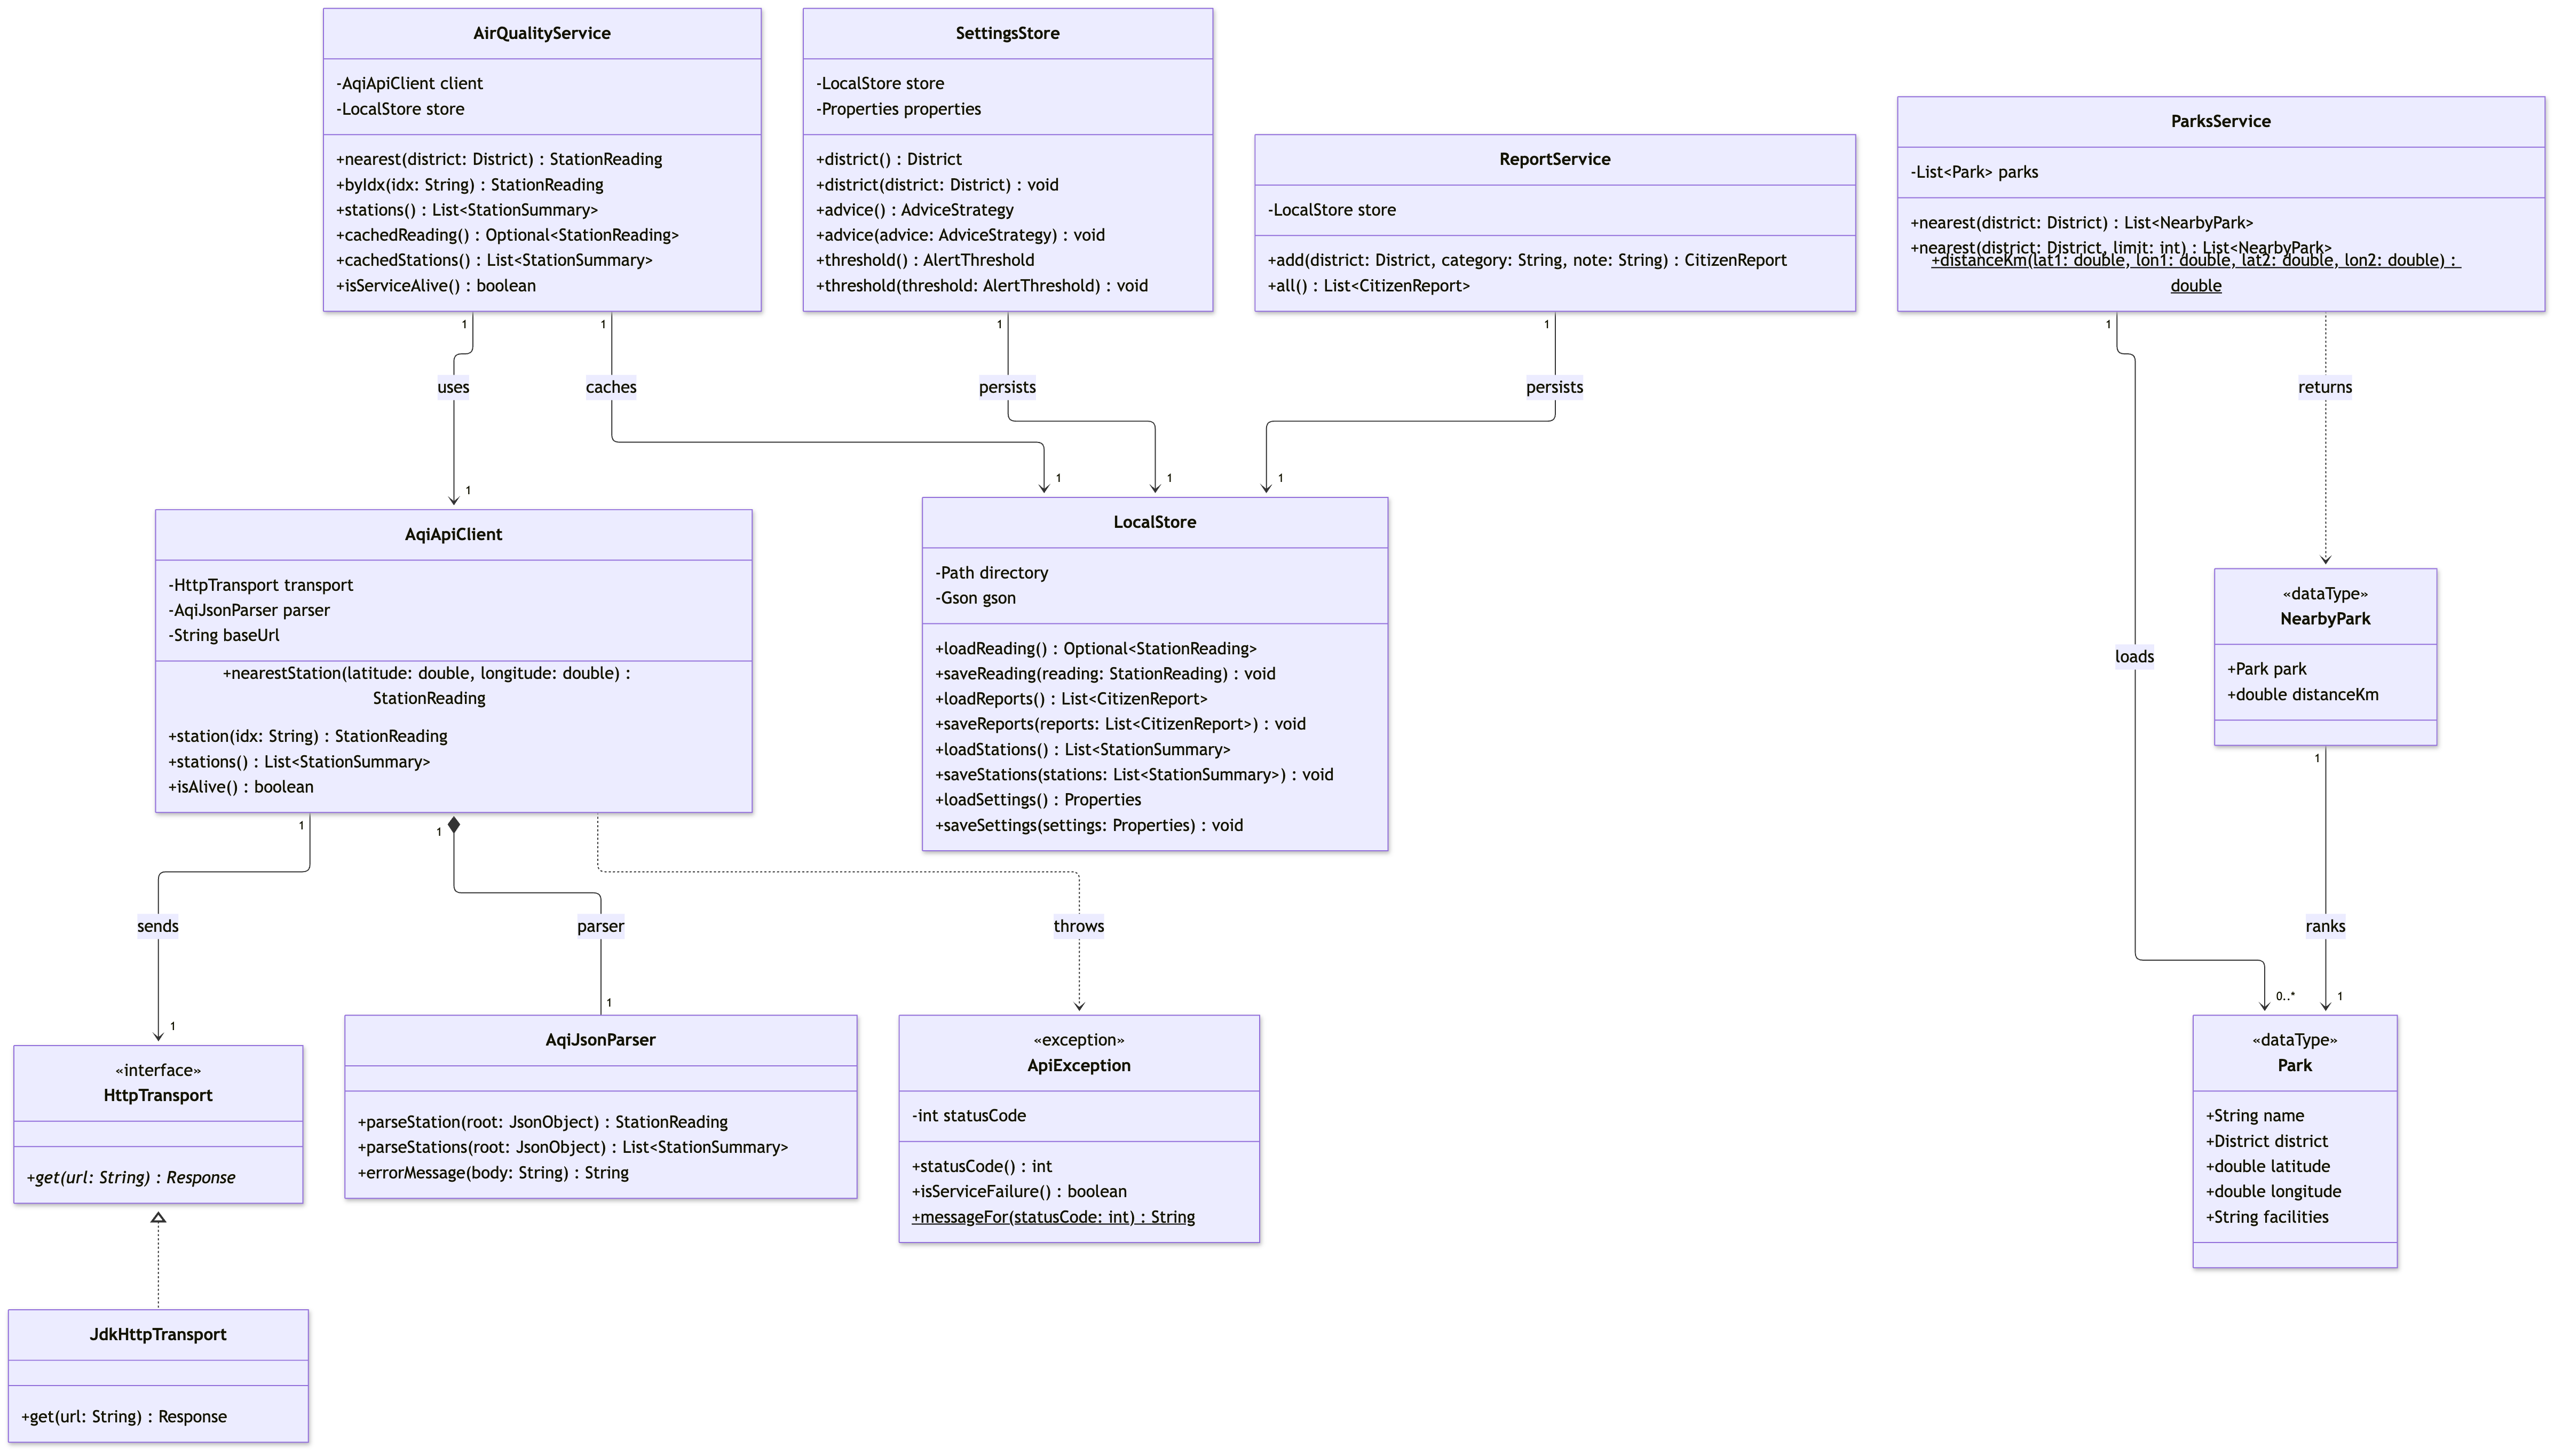 AirQualityService
-AqiApiClient client
-LocalStore store
+nearest(district: District) : StationReading
+byIdx(idx: String) : StationReading
+stations() : List<StationSummary>
+cachedReading() : Optional<StationReading>
+cachedStations() : List<StationSummary>
+isServiceAlive() : boolean
SettingsStore
-LocalStore store
-Properties properties
+district() : District
+district(district: District) : void
+advice() : AdviceStrategy
+advice(advice: AdviceStrategy) : void
+threshold() : AlertThreshold
+threshold(threshold: AlertThreshold) : void
ReportService
-LocalStore store
+add(district: District, category: String, note: String) : CitizenReport
+all() : List<CitizenReport>
ParksService
-List<Park> parks
+nearest(district: District) : List<NearbyPark>
+nearest(district: District, limit: int) : List<NearbyPark>
+distanceKm(lat1: double, lon1: double, lat2: double, lon2: double) :
double
1
1
1
1
1
uses
caches
persists
persists
returns
1
1
1
1
AqiApiClient
-HttpTransport transport
-AqiJsonParser parser
-String baseUrl
+nearestStation(latitude: double, longitude: double) :
StationReading
+station(idx: String) : StationReading
+stations() : List<StationSummary>
+isAlive() : boolean
LocalStore
-Path directory
-Gson gson
+loadReading() : Optional<StationReading>
+saveReading(reading: StationReading) : void
+loadReports() : List<CitizenReport>
+saveReports(reports: List<CitizenReport>) : void
+loadStations() : List<StationSummary>
+saveStations(stations: List<StationSummary>) : void
+loadSettings() : Properties
+saveSettings(settings: Properties) : void
loads
«dataType»
NearbyPark
+Park park
+double distanceKm
1
1
1
sends
parser
throws
ranks
1
1
0..*
1
«interface»
HttpTransport
+get(url: String) : Response
AqiJsonParser
+parseStation(root: JsonObject) : StationReading
+parseStations(root: JsonObject) : List<StationSummary>
+errorMessage(body: String) : String
«exception»
ApiException
-int statusCode
+statusCode() : int
+isServiceFailure() : boolean
+messageFor(statusCode: int) : String
«dataType»
Park
+String name
+District district
+double latitude
+double longitude
+String facilities
JdkHttpTransport
+get(url: String) : Response